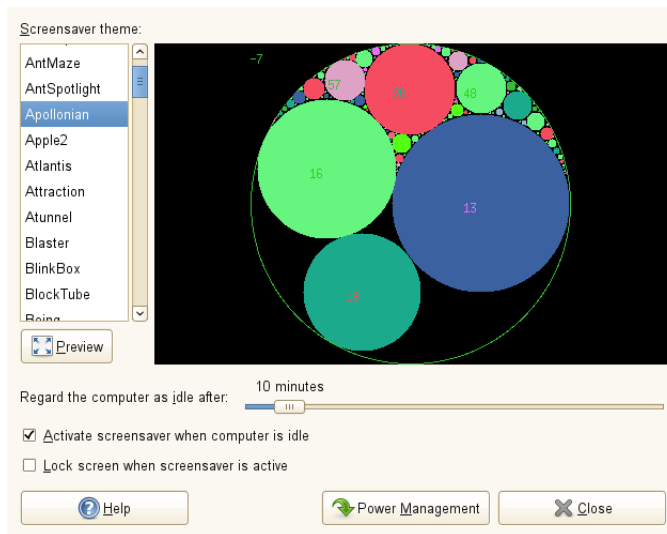 Screensaver theme:
AntMaze
AntSpotlight
Apollonian
Apple2
Atlantis
Attraction
Atunnel
Blaster
BlinkBox
BlockTube
Boing
Preview
-7
57
20
48
16
13
18
Regard the computer as idle after:
10 minutes
Activate screensaver when computer is idle
Lock screen when screensaver is active
Help
Power Management
Close